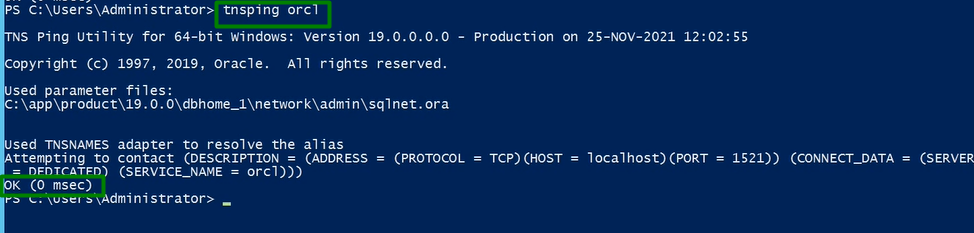 PS C:\Users\Administrator> tnsping orcl
TNS Ping Utility for 64-bit Windows: Version 19.0.0.0.0 - Production on 25-NOV-2021 12:02:55
Copyright (c) 1997, 2019, Oracle.  All rights reserved.
Used parameter files:
C:\app\product\19.0.0\dbhome_1\network\admin\sqlnet.ora
Used TNSNAMES adapter to resolve the alias
Attempting to contact (DESCRIPTION = (ADDRESS = (PROTOCOL = TCP)(HOST = localhost)(PORT = 1521)) (CONNECT_DATA = (SERVER
 = DEDICATED) (SERVICE_NAME = orcl)))
OK (0 msec)
PS C:\Users\Administrator> _